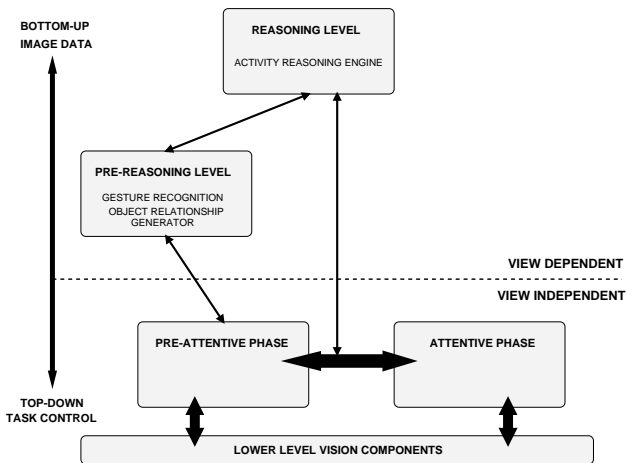 BOTTOM-UP
IMAGE DATA
REASONING LEVEL
ACTIVITY REASONING ENGINE
PRE-REASONING LEVEL
GESTURE RECOGNITION
OBJECT RELATIONSHIP
GENERATOR
VIEW DEPENDENT
VIEW INDEPENDENT
PRE-ATTENTIVE PHASE
ATTENTIVE PHASE
TOP-DOWN
TASK CONTROL
LOWER LEVEL VISION COMPONENTS